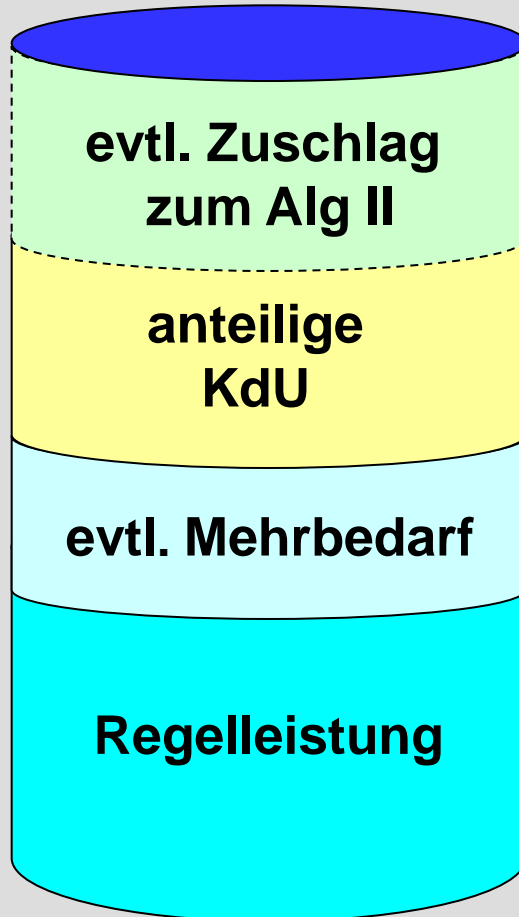 evtl. Zuschlag
zum Alg II
anteilige
KdU
evtl. Mehrbedarf
Regelleistung